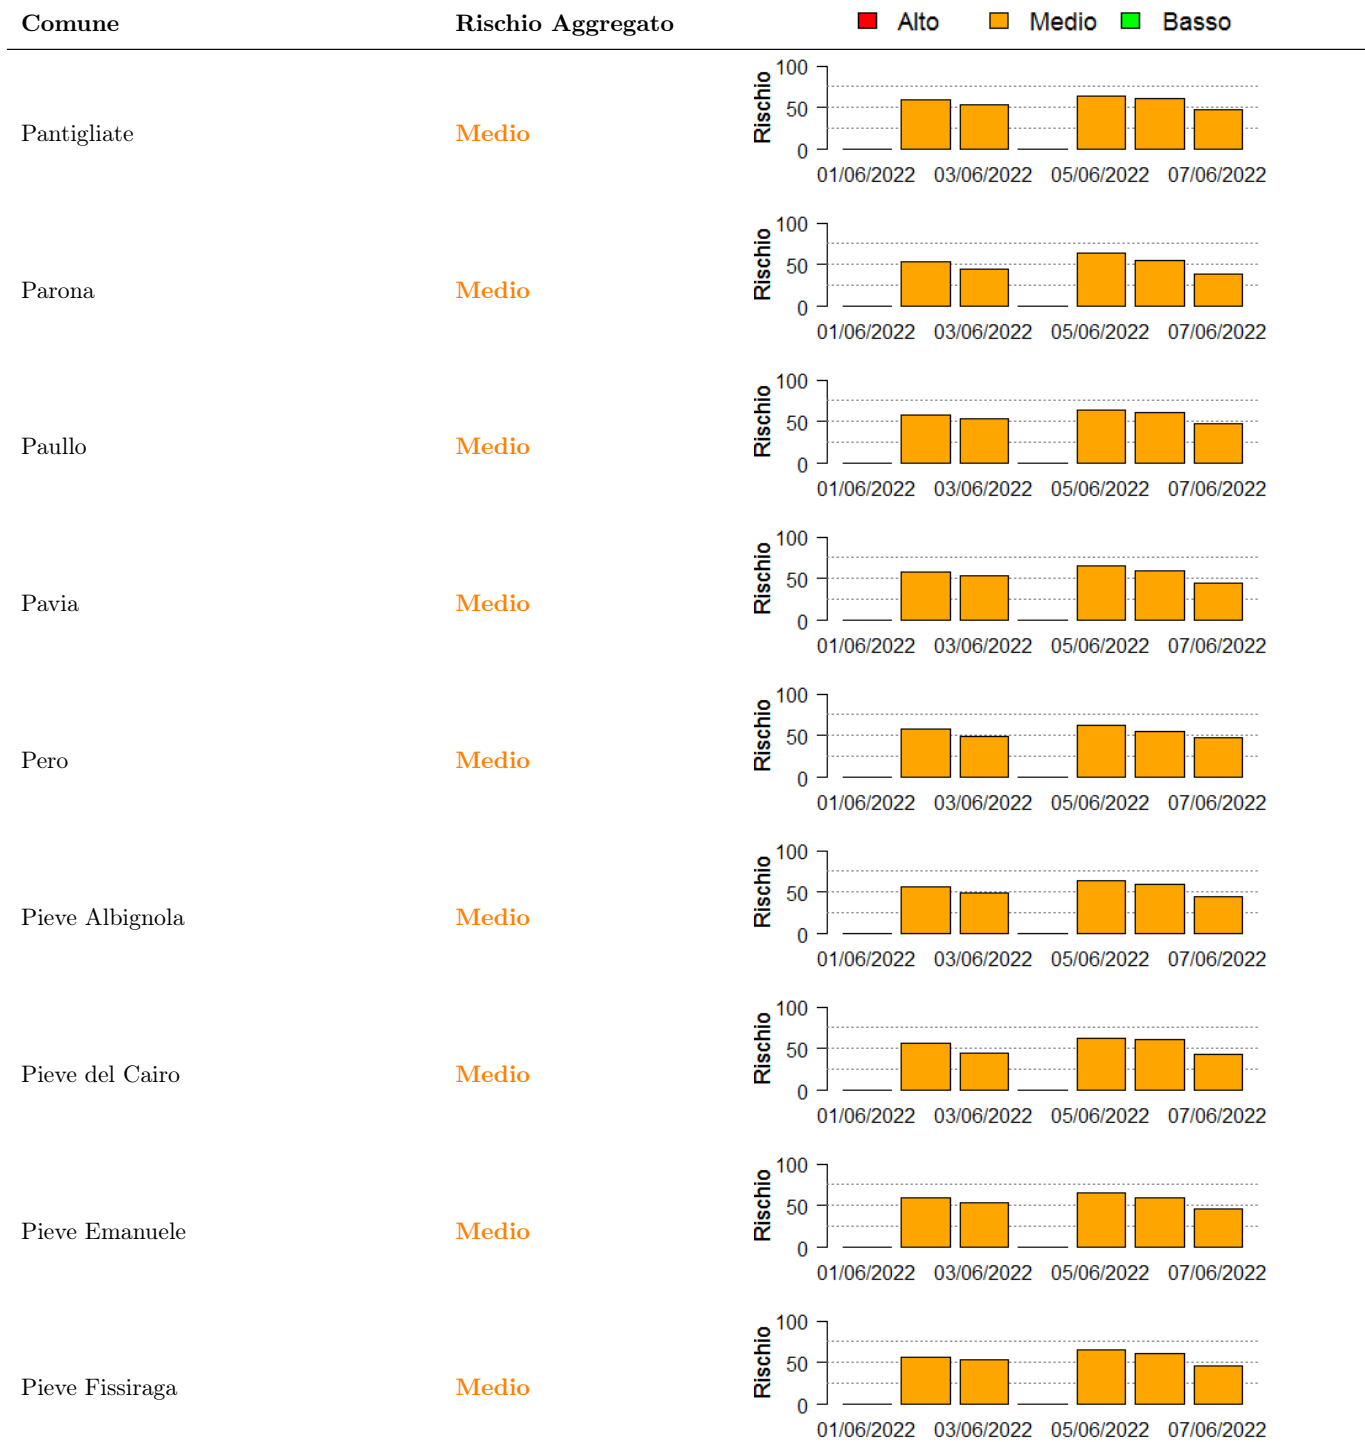 Comune Rischio Aggregato Alto Medio Basso
100
50
0
Rischio
Pantigliate Medio
01/06/2022 03/06/2022 05/06/2022 07/06/2022
100
50
0
Rischio
Parona Medio
01/06/2022 03/06/2022 05/06/2022 07/06/2022
100
50
0
Rischio
Paullo Medio
01/06/2022 03/06/2022 05/06/2022 07/06/2022
100
50
0
Rischio
Pavia Medio
01/06/2022 03/06/2022 05/06/2022 07/06/2022
100
50
0
Rischio
Pero Medio
01/06/2022 03/06/2022 05/06/2022 07/06/2022
100
50
0
Rischio
Pieve Albignola Medio
01/06/2022 03/06/2022 05/06/2022 07/06/2022
100
50
0
Rischio
Pieve del Cairo Medio
01/06/2022 03/06/2022 05/06/2022 07/06/2022
100
50
0
Rischio
Pieve Emanuele Medio
01/06/2022 03/06/2022 05/06/2022 07/06/2022
100
50
0
Rischio
Pieve Fissiraga Medio
01/06/2022 03/06/2022 05/06/2022 07/06/2022